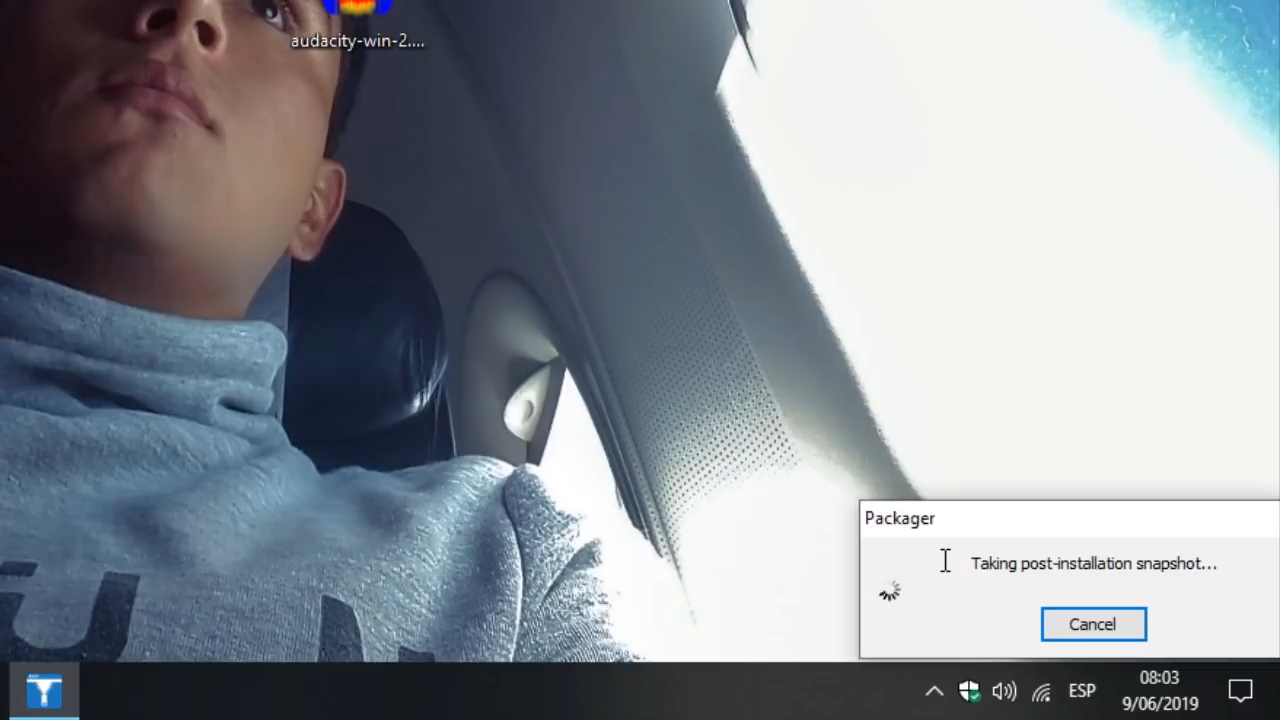 audacity-win-2....
Packager
Taking post-installation snapshot...
Cancel
ESP
08:03
9/06/2019